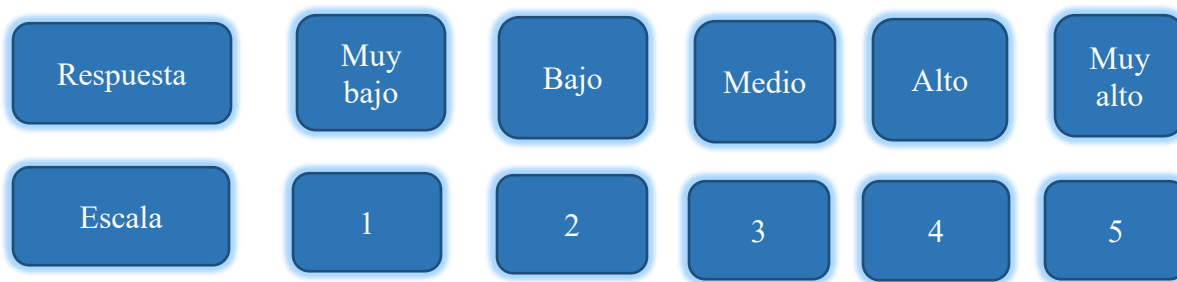 Respuesta
Muy
bajo
Bajo
Medio
Alto
Muy
alto
Escala
1
2
3
4
5